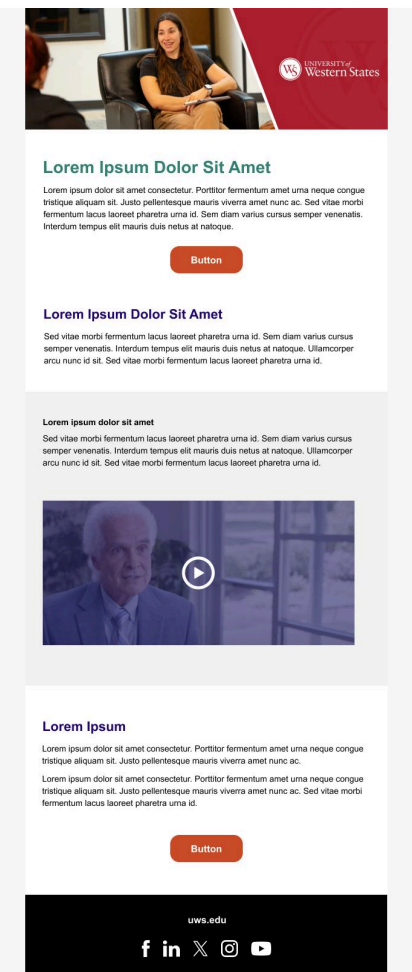 WS UNIVERSITY of
Western States
Lorem Ipsum Dolor Sit Amet
Lorem ipsum dolor sit amet consectetur. Porttitor fermentum amet urna neque congue
tristique aliquam sit. Justo pellentesque mauris viverra amet nunc ac. Sed vitae morbi
fermentum lacus laoreet pharetra urna id. Sem diam varius cursus semper venenatis.
Interdum tempus elit mauris duis netus at natoque.
Button
Lorem Ipsum Dolor Sit Amet
Sed vitae morbi fermentum lacus laoreet pharetra urna id. Sem diam varius cursus
semper venenatis. Interdum tempus elit mauris duis netus at natoque. Ullamcorper
arcu nunc id sit. Sed vitae morbi fermentum lacus laoreet pharetra urna id.
Lorem ipsum dolor sit amet
Sed vitae morbi fermentum lacus laoreet pharetra urna id. Sem diam varius cursus
semper venenatis. Interdum tempus elit mauris duis netus at natoque. Ullamcorper
arcu nunc id sit. Sed vitae morbi fermentum lacus laoreet pharetra urna id.
Lorem Ipsum
Lorem ipsum dolor sit amet consectetur. Porttitor fermentum amet urna neque congue
tristique aliquam sit. Justo pellentesque mauris viverra amet nunc ac.
Lorem ipsum dolor sit amet consectetur. Porttitor fermentum amet urna neque congue
tristique aliquam sit. Justo pellentesque mauris viverra amet nunc ac. Sed vitae morbi
fermentum lacus laoreet pharetra urna id.
Button
uws.edu
f in X